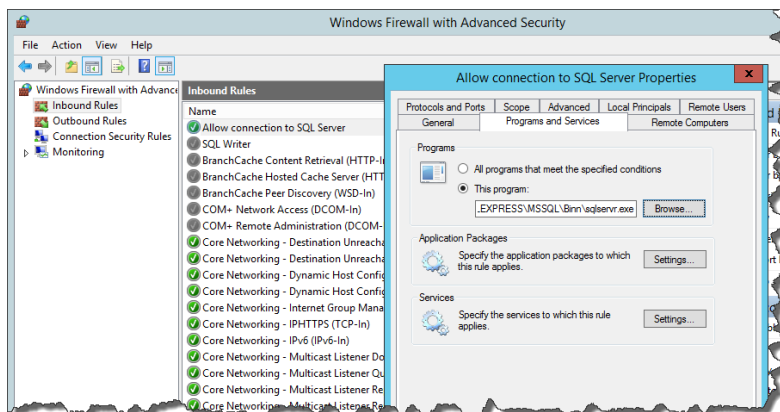 Windows Firewall with Advanced Security
File Action View Help
Windows Firewall with Advance
Inbound Rules
Outbound Rules
Connection Security Rules
Monitoring
Inbound Rules
Name
Allow connection to SQL Server
SQL Writer
BranchCache Content Retrieval (HTTP-I
BranchCache Hosted Cache Server (HTT
BranchCache Peer Discovery (WSD-In)
COM+ Network Access (DCOM-In)
COM+ Remote Administration (DCOM-
Core Networking - Destination Unreacha
Core Networking - Destination Unreacha
Core Networking - Dynamic Host Config
Core Networking - Dynamic Host Config
Core Networking - Internet Group Mana
Core Networking - IPHTTPS (TCP-In)
Core Networking - IPv6 (IPv6-In)
Core Networking - Multicast Listener Do
Core Networking - Multicast Listener Qu
Core Networking - Multicast Listener Re
Core Networking - Multicast Listener Re
Allow connection to SQL Server Properties
x
Protocols and Ports Scope Advanced Local Principals Remote Users
General Programs and Services Remote Computers
Programs
All programs that meet the specified conditions
This program:
.EXPRESS\MSSQL\Binn\sqlservr.exe Browse...
Application Packages
Specify the application packages to which
this rule applies.
Settings...
Services
Specify the services to which this rule
applies.
Settings...